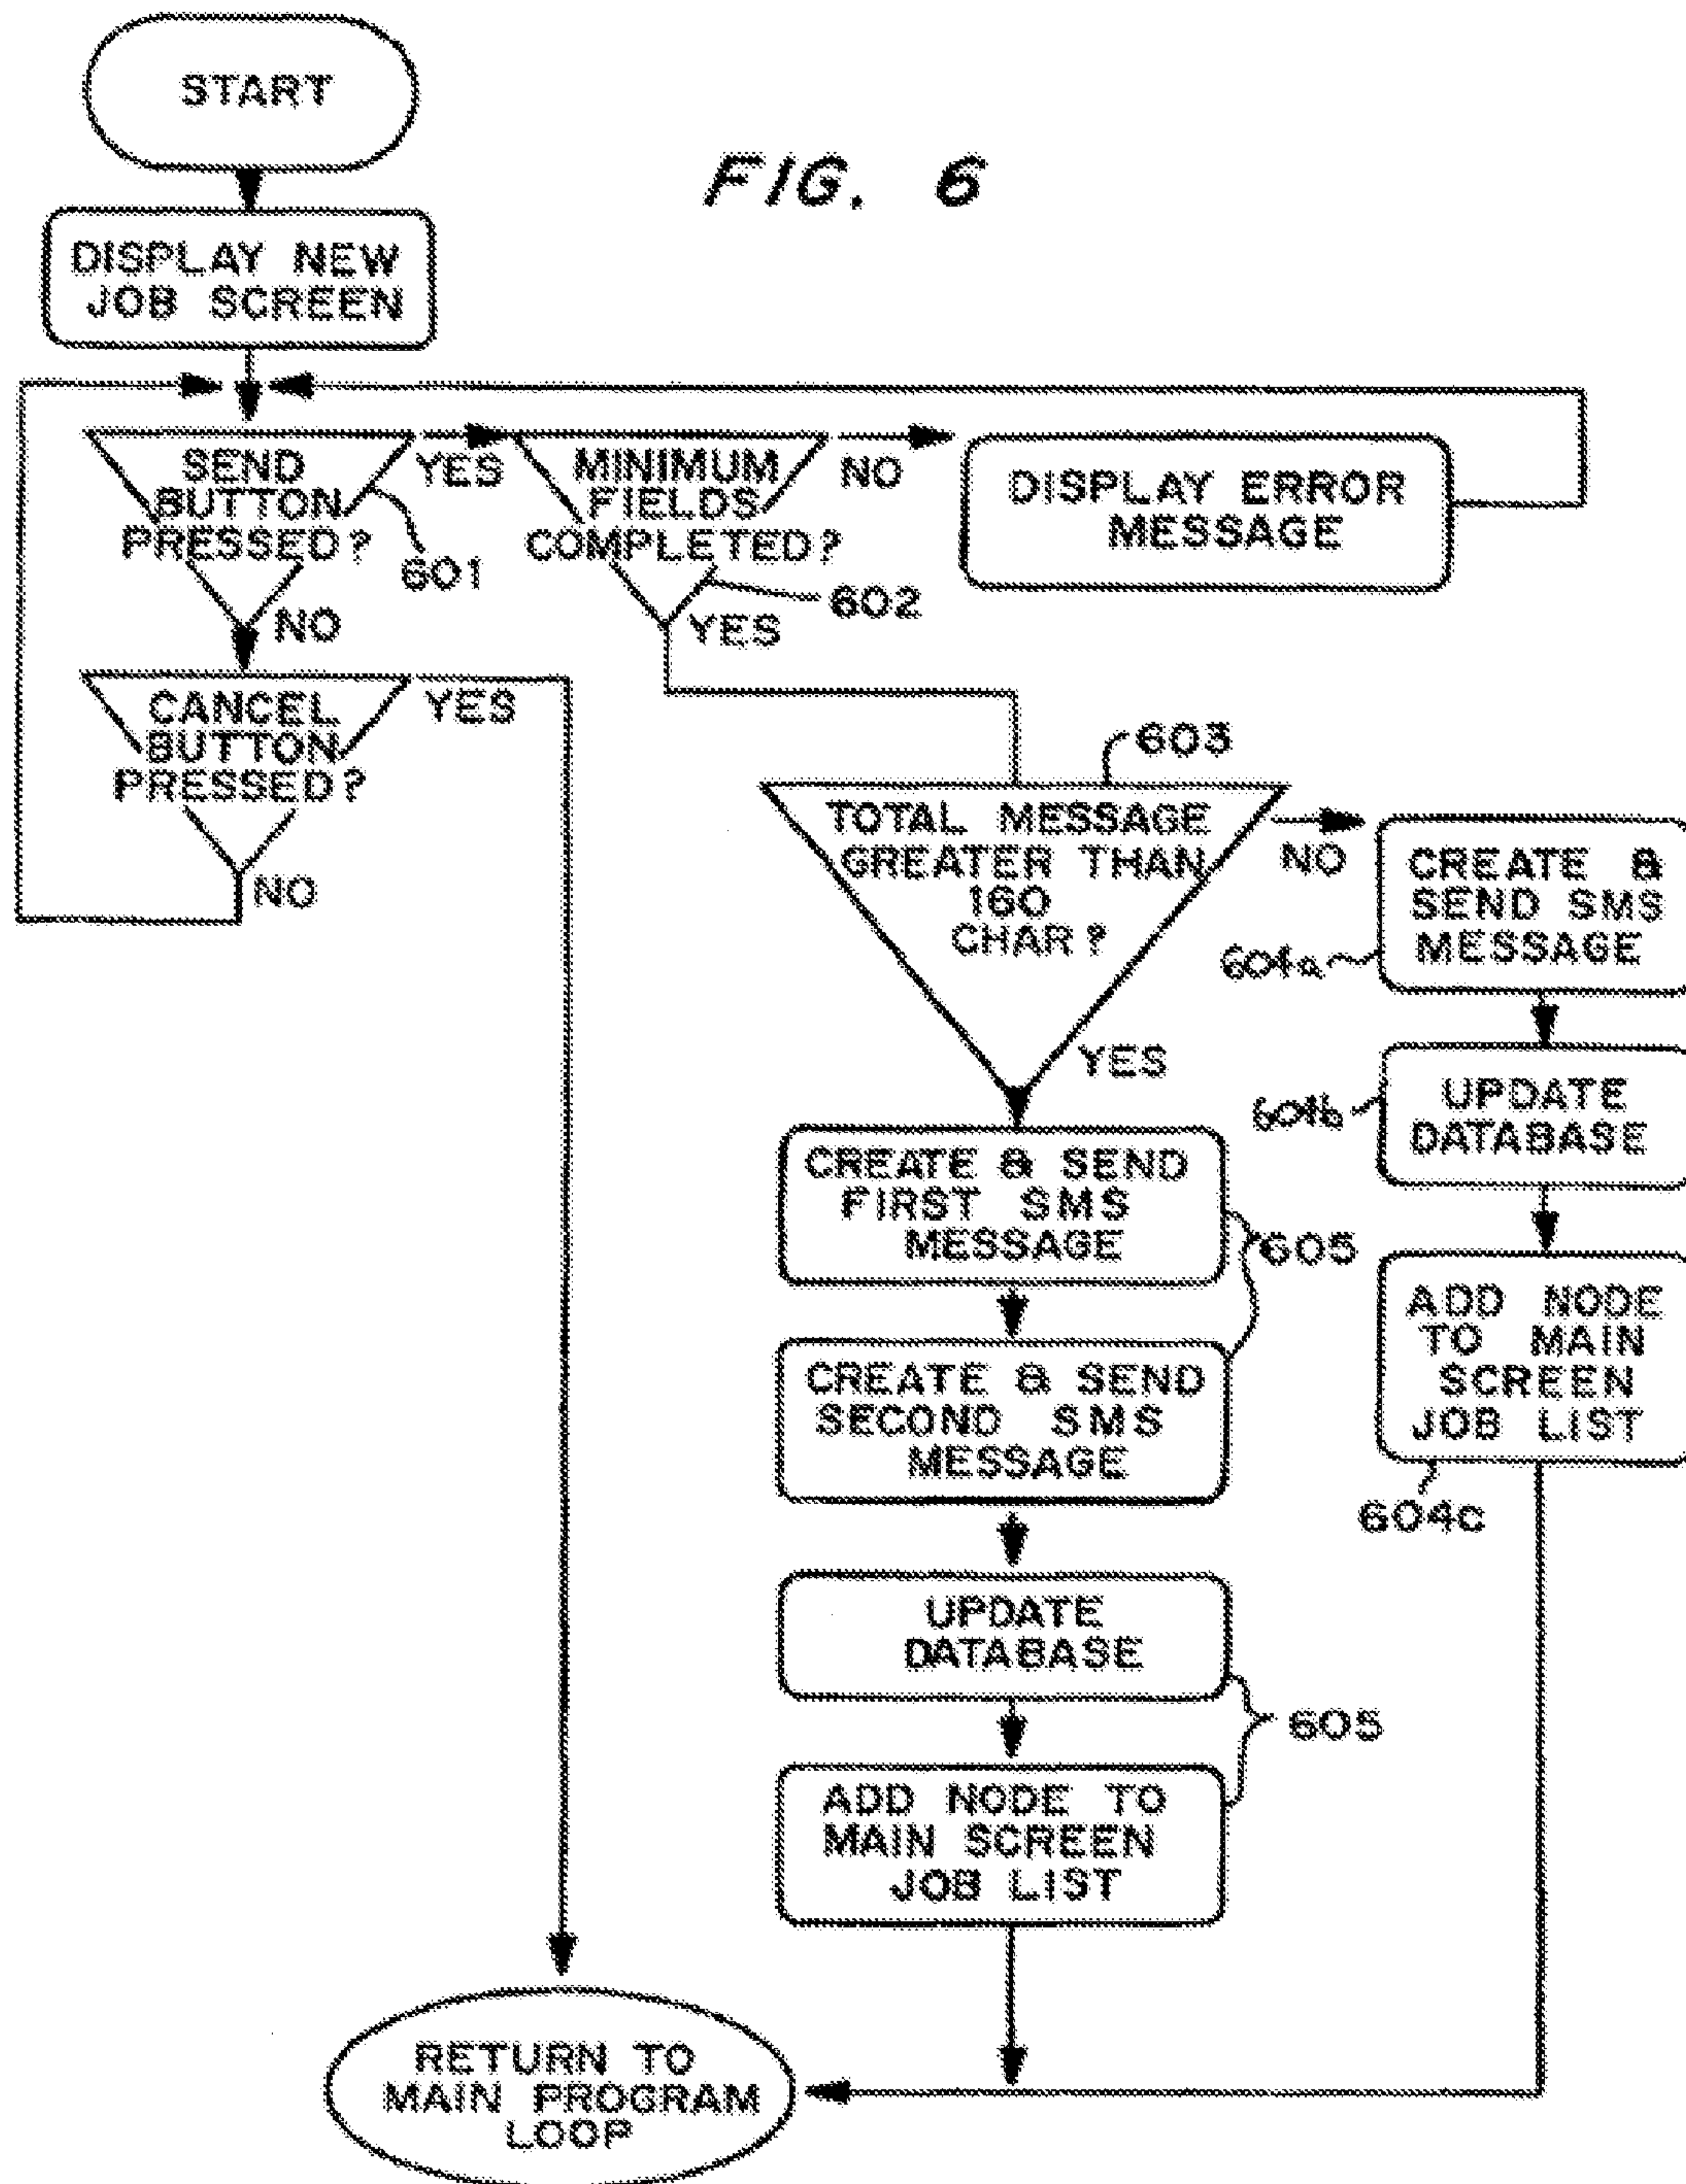 START
FIG. 6
DISPLAY NEW
JOB SCREEN
SEND
BUTTON
PRESSED?
YES
601
NO
MINIMUM
FIELDS
COMPLETED?
NO
602
YES
DISPLAY ERROR
MESSAGE
CANCEL
BUTTON
PRESSED?
YES
NO
603
TOTAL MESSAGE
GREATER THAN
160
CHAR?
NO
YES
CREATE &
SEND SMS
MESSAGE
604a
UPDATE
DATABASE
604b
ADD NODE
TO MAIN
SCREEN
JOB LIST
604c
CREATE & SEND
FIRST SMS
MESSAGE
605
CREATE & SEND
SECOND SMS
MESSAGE
UPDATE
DATABASE
605
ADD NODE TO
MAIN SCREEN
JOB LIST
RETURN TO
MAIN PROGRAM
LOOP